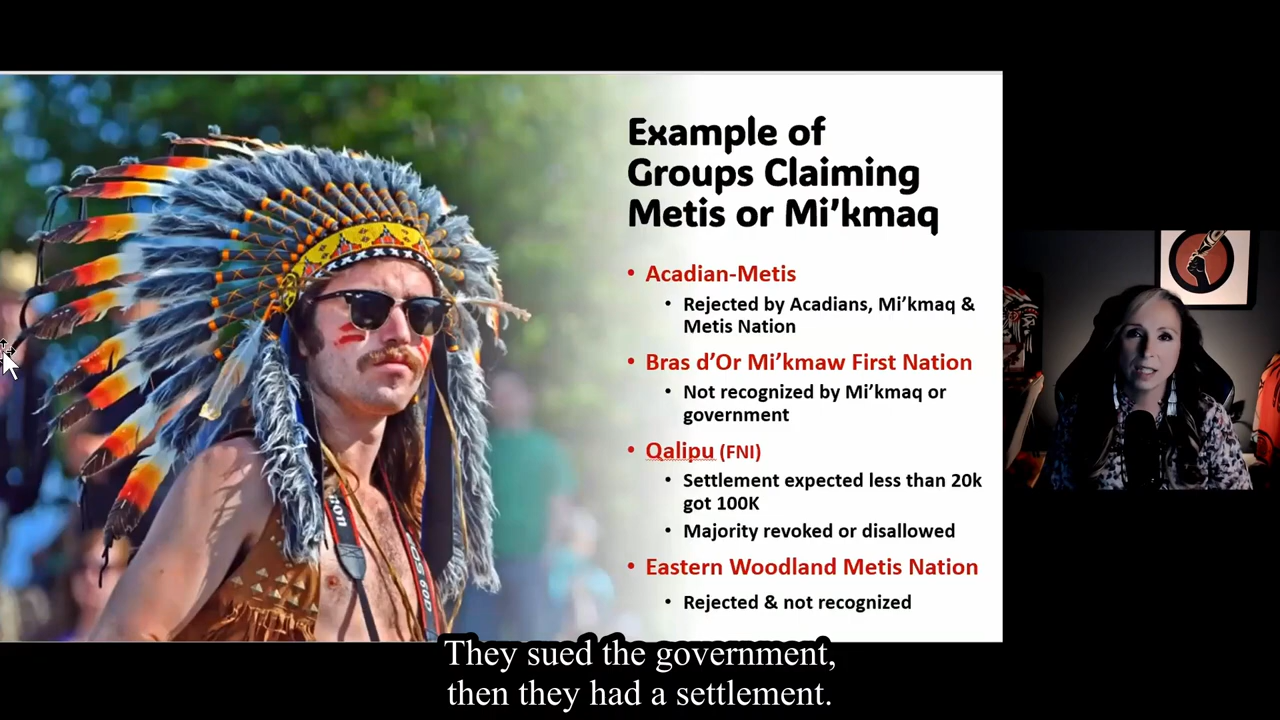 Example of
Groups Claiming
Metis or Mi'kmaq
• Acadian-Metis
• Rejected by Acadians, Mi'kmaq &
Metis Nation
• Bras d'Or Mi'kmaw First Nation
• Not recognized by Mi'kmaq or
government
• Qalipu (FNI)
• Settlement expected less than 20k
got 100K
• Majority revoked or disallowed
• Eastern Woodland Metis Nation
• Rejected & not recognized
EOS 60D
They sued the government,
then they had a settlement.